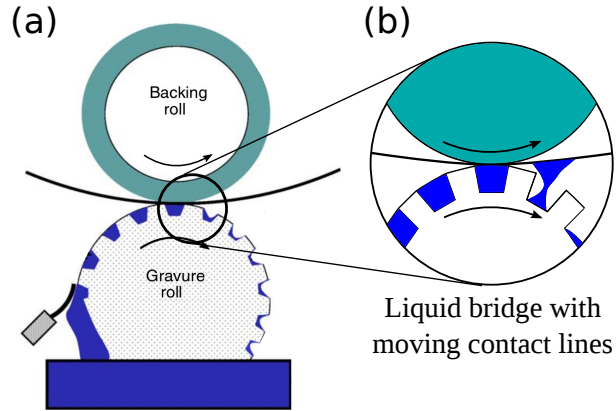 (a)
Backing
roll
Gravure
roll
(b)
Liquid bridge with
moving contact lines